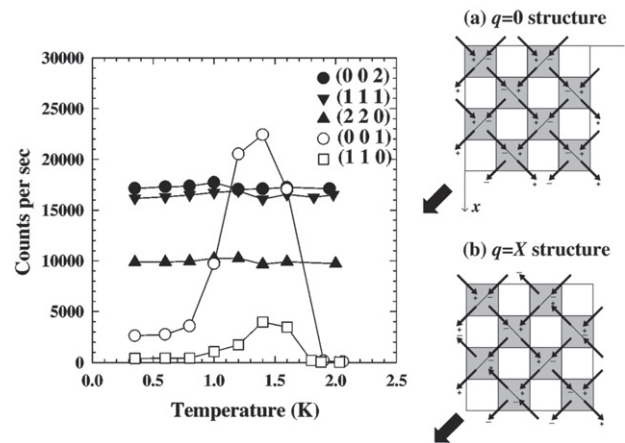 (a) q=0 structure
30000
25000
20000
15000
10000
5000
0
Counts per sec
(0 0 2)
(1 1 1)
(2 2 0)
(0 0 1)
(1 1 0)
0.0 0.5 1.0 1.5 2.0 2.5
Temperature (K)
x
(b) q=X structure